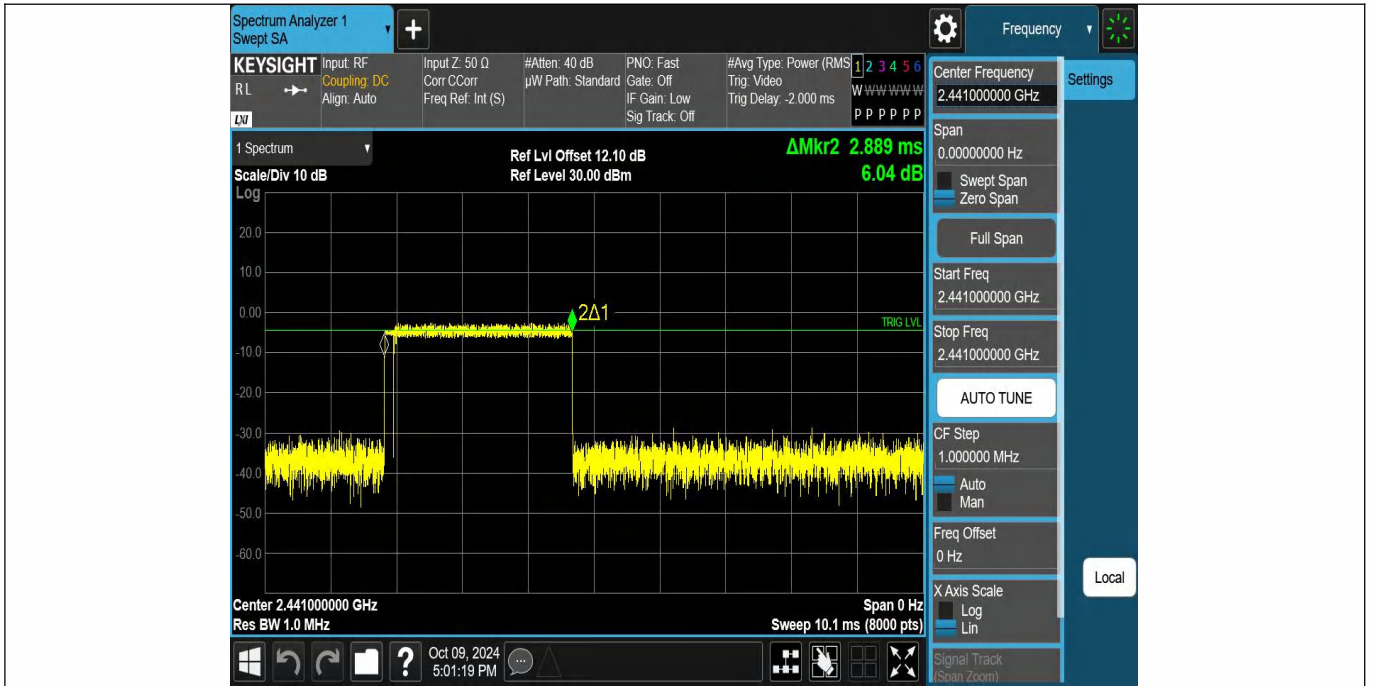 Spectrum Analyzer 1
Swept SA
Frequency
KEYSIGHT
RL
LXI
Input: RF
Coupling: DC
Align: Auto
Input Z: 50 Ω
Corr CCorr
Freq Ref: Int (S)
#Atten: 40 dB
µW Path: Standard
PNO: Fast
Gate: Off
IF Gain: Low
Sig Track: Off
#Avg Type: Power (RMS
Trig: Video
Trig Delay: -2.000 ms
1 2 3 4 5 6
W W W W W W
P P P P P P
1 Spectrum
Scale/Div 10 dB
Ref Lvl Offset 12.10 dB
Ref Level 30.00 dBm
ΔMkr2 2.889 ms
6.04 dB
Log
20.0
10.0
0.00
-10.0
-20.0
-30.0
-40.0
-50.0
-60.0
2Δ1
TRIG LVL
Center 2.441000000 GHz
Res BW 1.0 MHz
Span 0 Hz
Sweep 10.1 ms (8000 pts)
Center Frequency
2.441000000 GHz
Settings
Span
0.00000000 Hz
Swept Span
Zero Span
Full Span
Start Freq
2.441000000 GHz
Stop Freq
2.441000000 GHz
AUTO TUNE
CF Step
1.000000 MHz
Auto
Man
Freq Offset
0 Hz
X Axis Scale
Log
Lin
Signal Track
(Span Zoom)
Local
?
Oct 09, 2024
5:01:19 PM